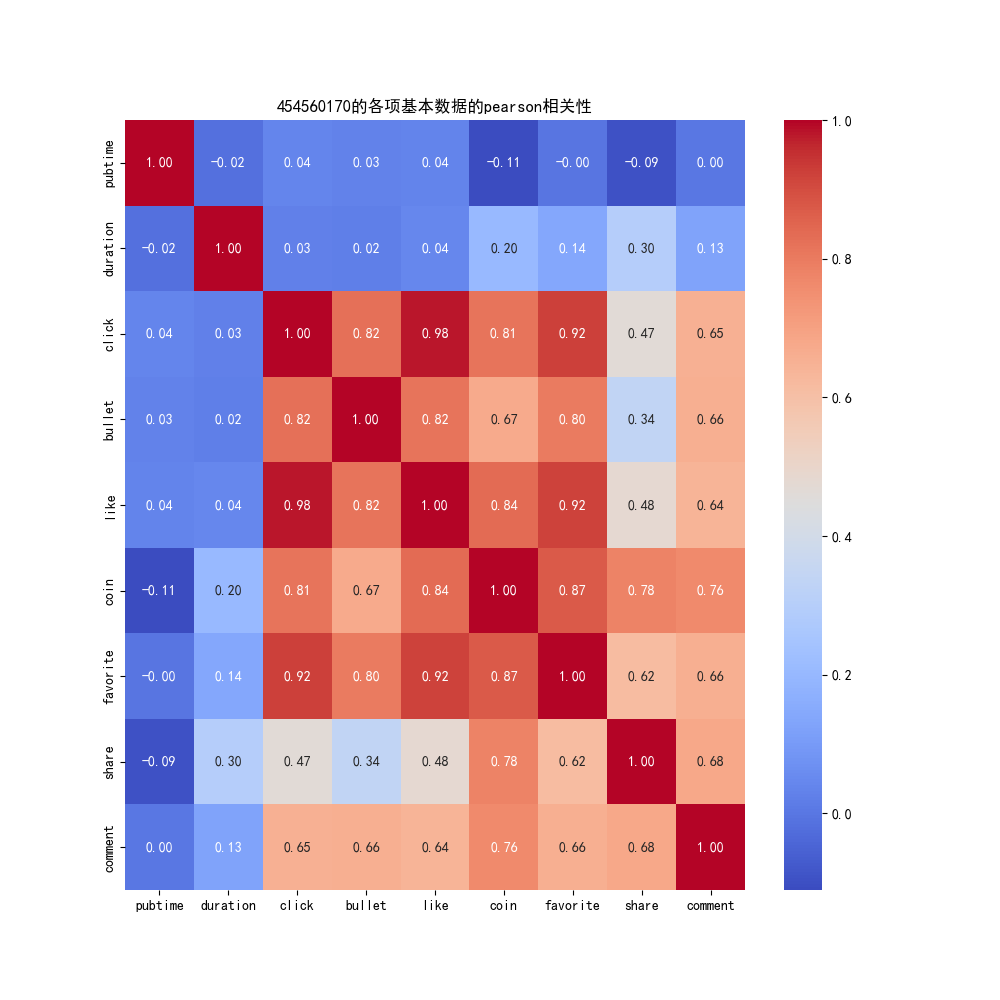 454560170的各项基本数据的pearson相关性
pubtime 1.00 -0.02 0.04 0.03 0.04 -0.11 -0.00 -0.09 0.00
duration -0.02 1.00 0.03 0.02 0.04 0.20 0.14 0.30 0.13
click 0.04 0.03 1.00 0.82 0.98 0.81 0.92 0.47 0.65
bullet 0.03 0.02 0.82 1.00 0.82 0.67 0.80 0.34 0.66
like 0.04 0.04 0.98 0.82 1.00 0.84 0.92 0.48 0.64
coin -0.11 0.20 0.81 0.67 0.84 1.00 0.87 0.78 0.76
favorite -0.00 0.14 0.92 0.80 0.92 0.87 1.00 0.62 0.66
share -0.09 0.30 0.47 0.34 0.48 0.78 0.62 1.00 0.68
comment 0.00 0.13 0.65 0.66 0.64 0.76 0.66 0.68 1.00
pubtime duration click bullet like coin favorite share comment
1.0
0.8
0.6
0.4
0.2
0.0